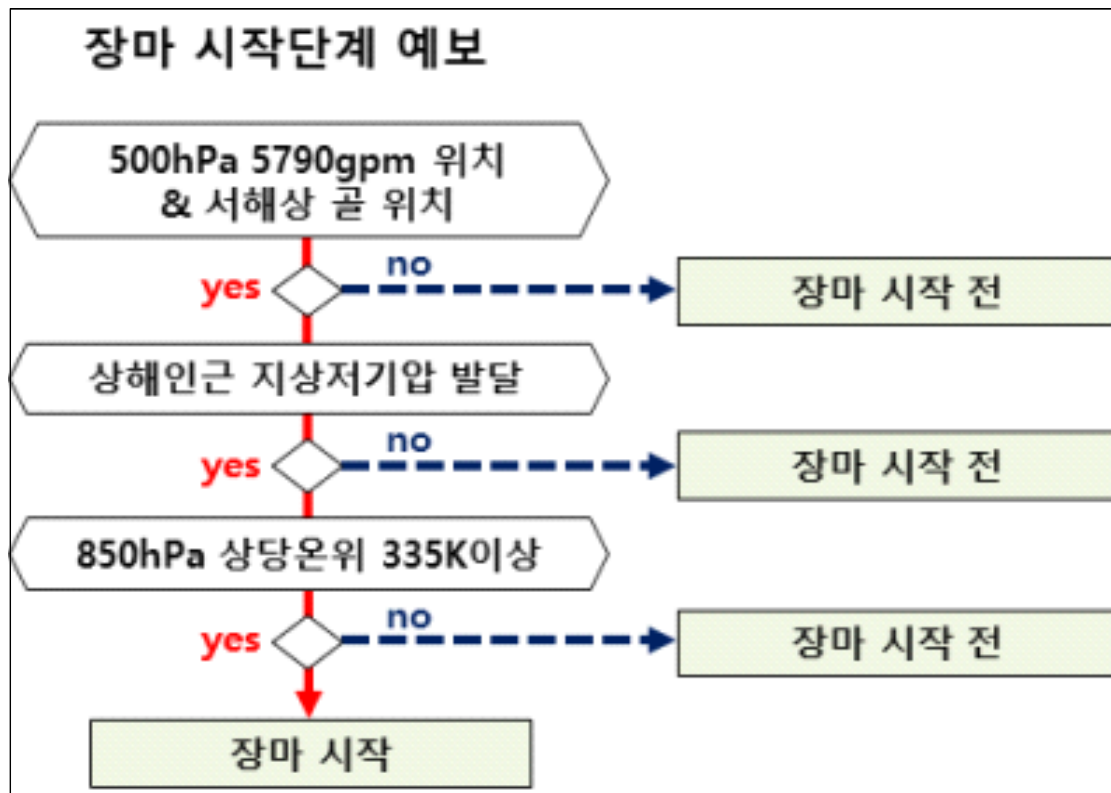 장마 시작단계 예보
500hPa 5790gpm 위치
& 서해상 골 위치
yes
no
장마 시작 전
상해인근 지상저기압 발달
yes
no
장마 시작 전
850hPa 상당온위 335K이상
yes
no
장마 시작 전
장마 시작